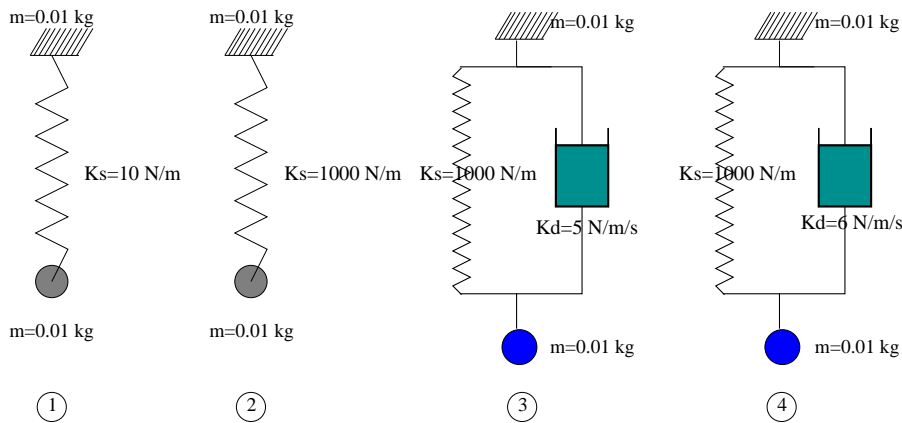 m=0.01 kg
m=0.01 kg
m=0.01 kg
m=0.01 kg
Ks=10 N/m
Ks=1000 N/m
Ks=1000 N/m
Ks=1000 N/m
Kd=5 N/m/s
Kd=6 N/m/s
m=0.01 kg
m=0.01 kg
m=0.01 kg
m=0.01 kg
1
2
3
4